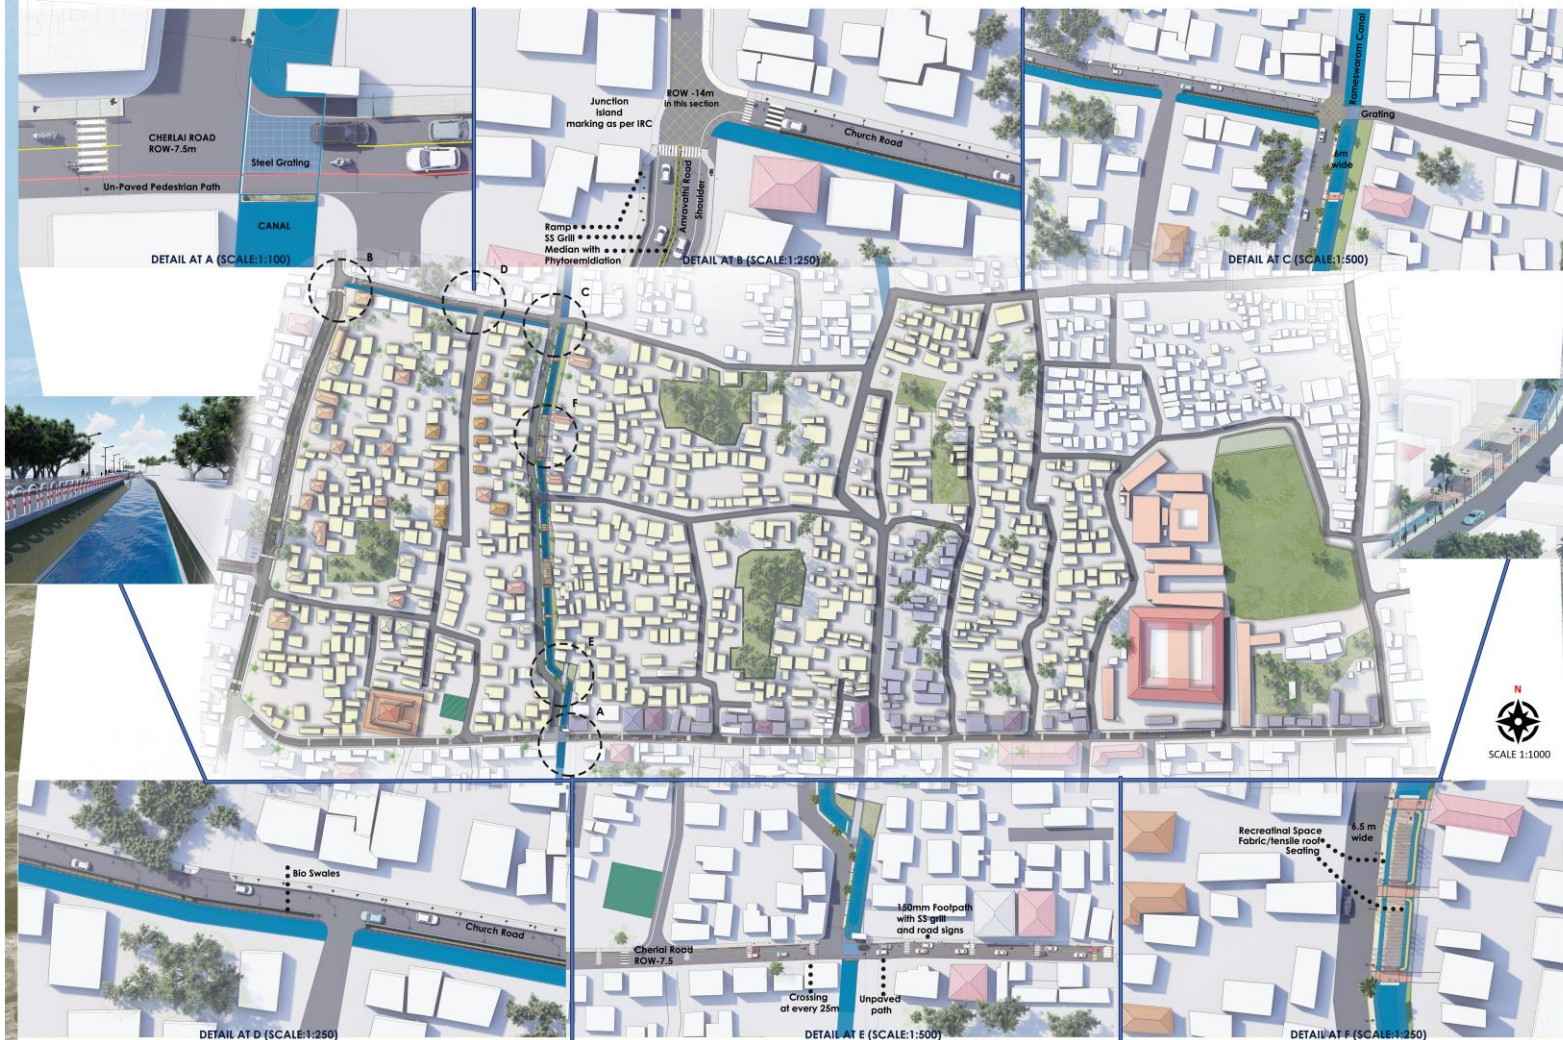 CHERLAI ROAD
ROW-7.5m
Steel Grating
Un-Paved Pedestrian Path
CANAL
DETAIL AT A (SCALE:1:100)
Junction
Island
marking as per IRC
ROW -14m
in this section
Church Road
Amravathi Road
Shoulder
Ramp
SS Grill
Median with
Phytoremidiation
DETAIL AT B (SCALE:1:250)
Rameswaram Canal
Grating
6m
wide
DETAIL AT C (SCALE:1:500)
B
D
C
F
E
A
N
SCALE 1:1000
Bio Swales
Church Road
DETAIL AT D (SCALE:1:250)
Cherlai Road
ROW-7.5
150mm Footpath
with SS grill
and road signs
Crossing
at every 25m
Unpaved
path
DETAIL AT E (SCALE:1:500)
Recreatinal Space
Fabric/tensile roof
Seating
6.5 m
wide
DETAIL AT F (SCALE:1:250)